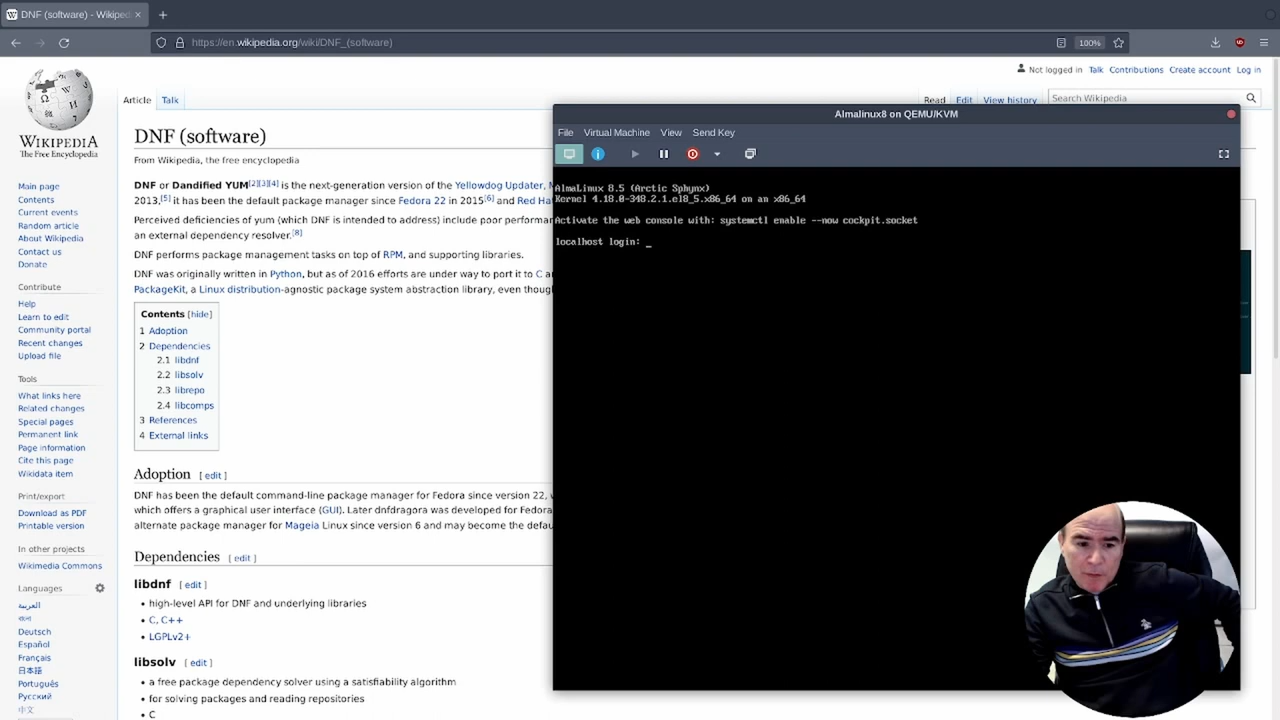 DNF (software) - Wikiped
https://en.wikipedia.org/wiki/DNF_(software)
100%
Not logged in Talk Contributions Create account Log in
Article Talk
Read Edit View history
Search Wikipedia
WIKIPEDIA
The Free Encyclopedia
Main page
Contents
Current events
Random article
About Wikipedia
Contact us
Donate
Contribute
Help
Learn to edit
Community portal
Recent changes
Upload file
Tools
What links here
Related changes
Special pages
Permanent link
Page information
Cite this page
Wikidata item
Print/export
Download as PDF
Printable version
In other projects
Wikimedia Commons
Languages
العربية
বাংলা
Deutsch
Español
Français
日本語
Português
Русский
中文
DNF (software)
From Wikipedia, the free encyclopedia
DNF or Dandified YUM[2][3][4] is the next-generation version of the Yellowdog Updater,
2013,[5] it has been the default package manager since Fedora 22 in 2015[6] and Red
Perceived deficiencies of yum (which DNF is intended to address) include poor
an external dependency resolver.[8]
DNF performs package management tasks on top of RPM, and supporting libraries.
DNF was originally written in Python, but as of 2016 efforts are under way to port it to C
PackageKit, a Linux distribution-agnostic package system abstraction library, even
Contents [hide]
1 Adoption
2 Dependencies
2.1 libdnf
2.2 libsolv
2.3 librepo
2.4 libcomps
3 References
4 External links
Adoption [ edit ]
DNF has been the default command-line package manager for Fedora since version 22,
which offers a graphical user interface (GUI). Later dnfdragora was developed for Fedora
alternate package manager for Mageia Linux since version 6 and may become the
Dependencies [ edit ]
libdnf [ edit ]
• high-level API for DNF and underlying libraries
• C, C++
• LGPLv2+
libsolv [ edit ]
• a free package dependency solver using a satisfiability algorithm
• for solving packages and reading repositories
• C
Almalinux8 on QEMU/KVM
File Virtual Machine View Send Key
AlmaLinux 8.5 (Arctic Sphynx)
Kernel 4.18.0-348.2.1.el8_5.x86_64 on an x86_64
Activate the web console with: systemctl enable --now cockpit.socket
localhost login: _